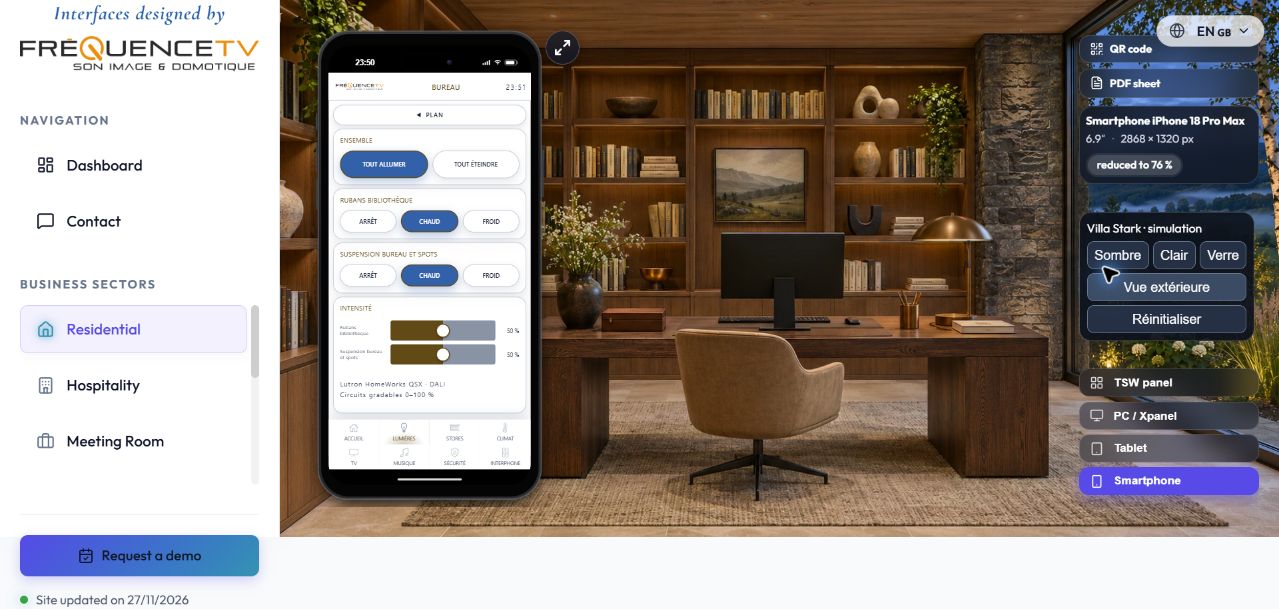 Interfaces designed by
FRÉQUENCETV
SON IMAGE & DOMOTIQUE
NAVIGATION
Dashboard
Contact
BUSINESS SECTORS
Residential
Hospitality
Meeting Room
Request a demo
Site updated on 27/11/2026
23:50
FRÉQUENCETV
BUREAU
23:51
◄ PLAN
ENSEMBLE
TOUT ALLUMER
TOUT ÉTEINDRE
RUBANS BIBLIOTHÈQUE
ARRÊT
CHAUD
FROID
SUSPENSION BUREAU ET SPOTS
ARRÊT
CHAUD
FROID
INTENSITÉ
Rubans bibliothèque
50 %
Suspension bureau et spots
50 %
Lutron HomeWorks QSX · DALI
Circuits gradables 0–100 %
ACCUEIL
LUMIÈRES
STORES
CLIMAT
TV
MUSIQUE
SÉCURITÉ
INTERPHONE
EN GB
QR code
PDF sheet
Smartphone iPhone 18 Pro Max
6.9" · 2868 × 1320 px
reduced to 76 %
Villa Stark · simulation
Sombre
Clair
Verre
Vue extérieure
Réinitialiser
TSW panel
PC / Xpanel
Tablet
Smartphone